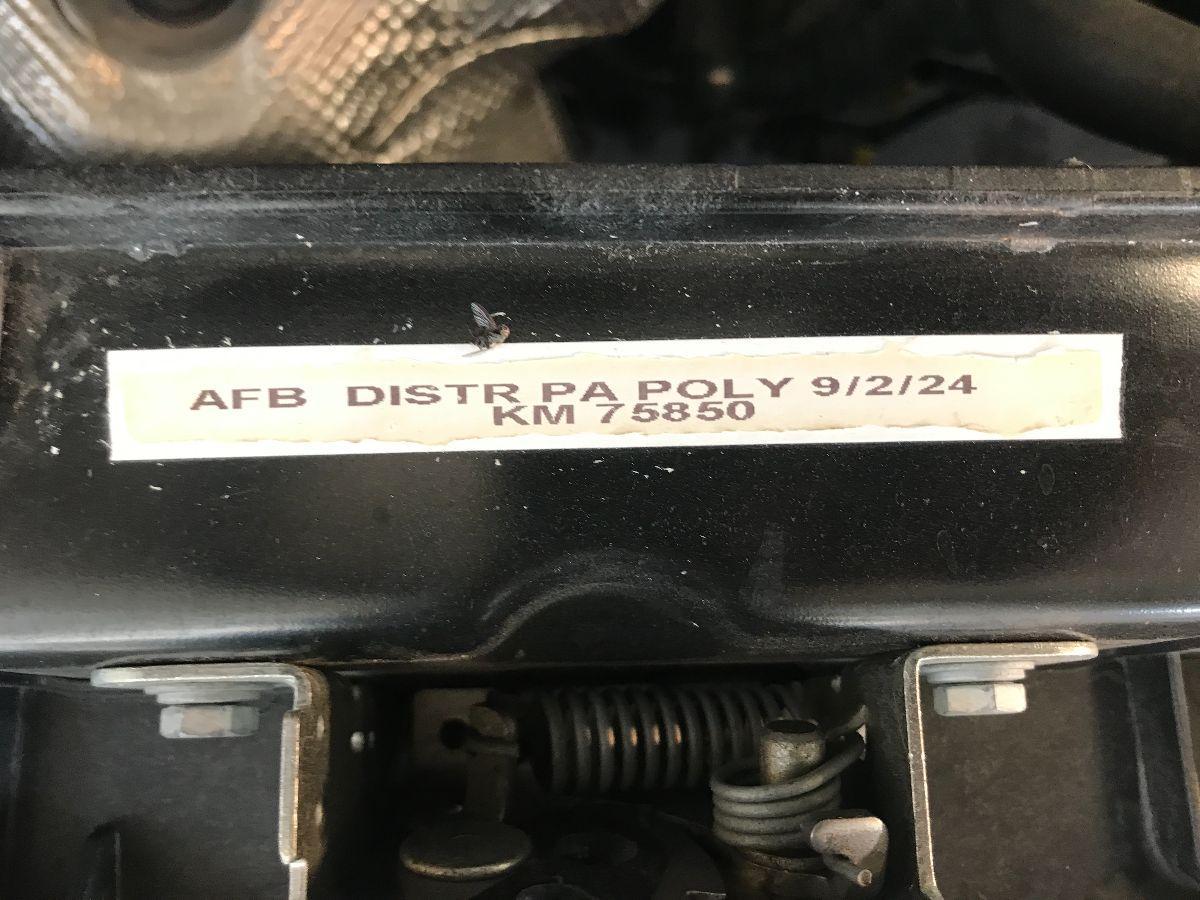 AFB DISTR PA POLY 9/2/24
KM 75850